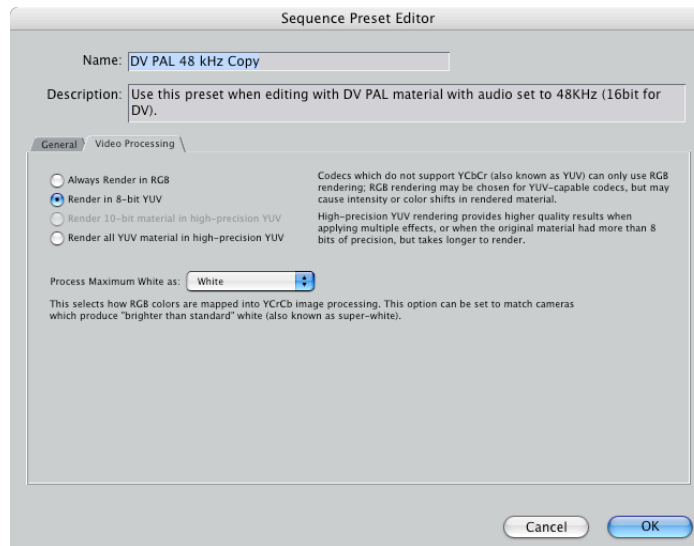 Sequence Preset Editor
Name: DV PAL 48 kHz Copy
Description: Use this preset when editing with DV PAL material with audio set to 48KHz (16bit for
DV).
General
Video Processing
Always Render in RGB
Render in 8-bit YUV
Render 10-bit material in high-precision YUV
Render all YUV material in high-precision YUV
Codecs which do not support YCbCr (also known as YUV) can only use RGB
rendering; RGB rendering may be chosen for YUV-capable codecs, but may
cause intensity or color shifts in rendered material.
High-precision YUV rendering provides higher quality results when
applying multiple effects, or when the original material had more than 8
bits of precision, but takes longer to render.
Process Maximum White as: White
This selects how RGB colors are mapped into YCrCb image processing. This option can be set to match cameras
which produce "brighter than standard" white (also known as super-white).
Cancel
OK